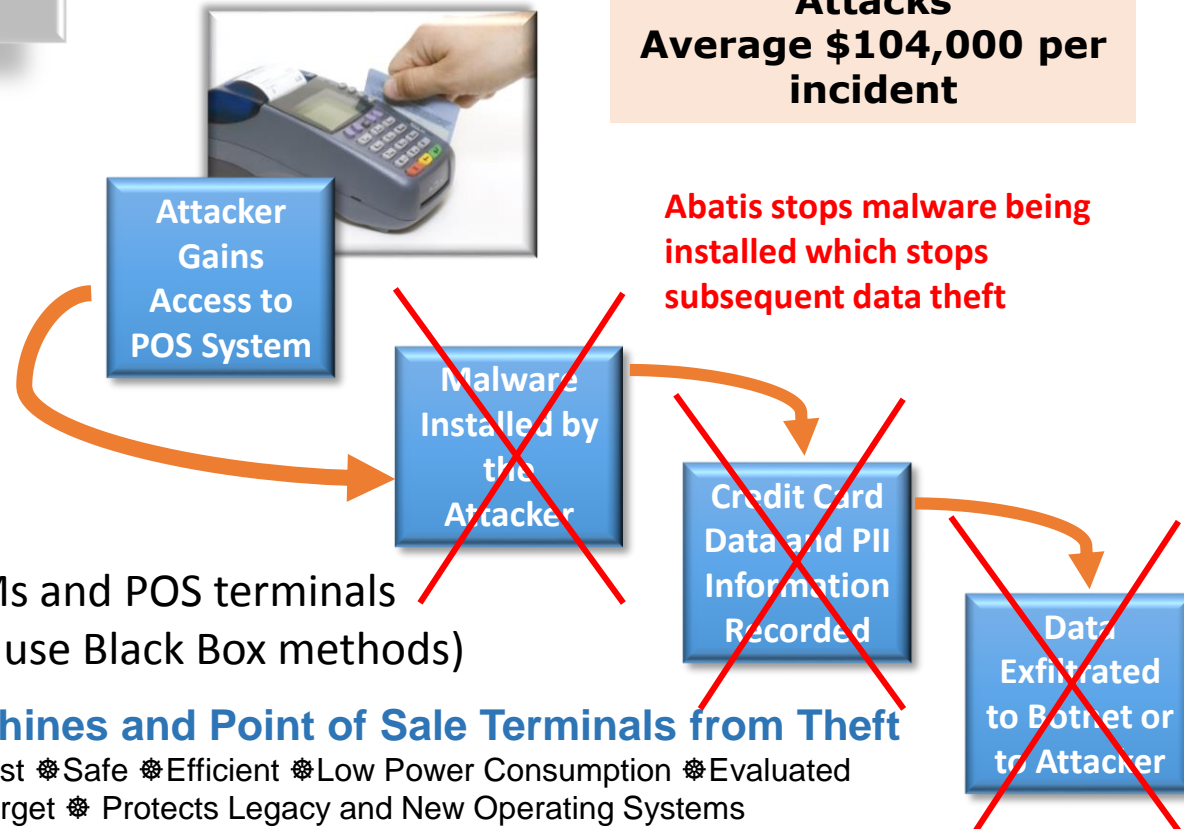 Attacks
Average $104,000 per
incident
Attacker
Gains
Access to
POS System
Abatis stops malware being
installed which stops
subsequent data theft
Malware
Installed by
the
Attacker
Credit Card
Data and PII
Information
Recorded
Data
Exfiltrated
to Botnet or
to Attacker
Ms and POS terminals
use Black Box methods)
hines and Point of Sale Terminals from Theft
st ☸Safe ☸Efficient ☸Low Power Consumption ☸Evaluated
rget ☸ Protects Legacy and New Operating Systems